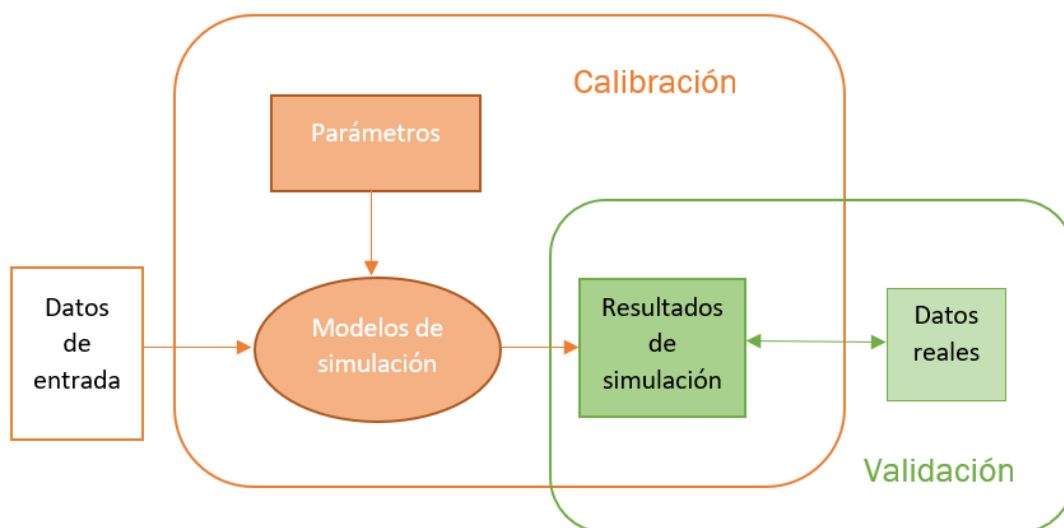 Calibración
Parámetros
Datos
de
entrada
Modelos de
simulación
Resultados
de
simulación
Datos
reales
Validación